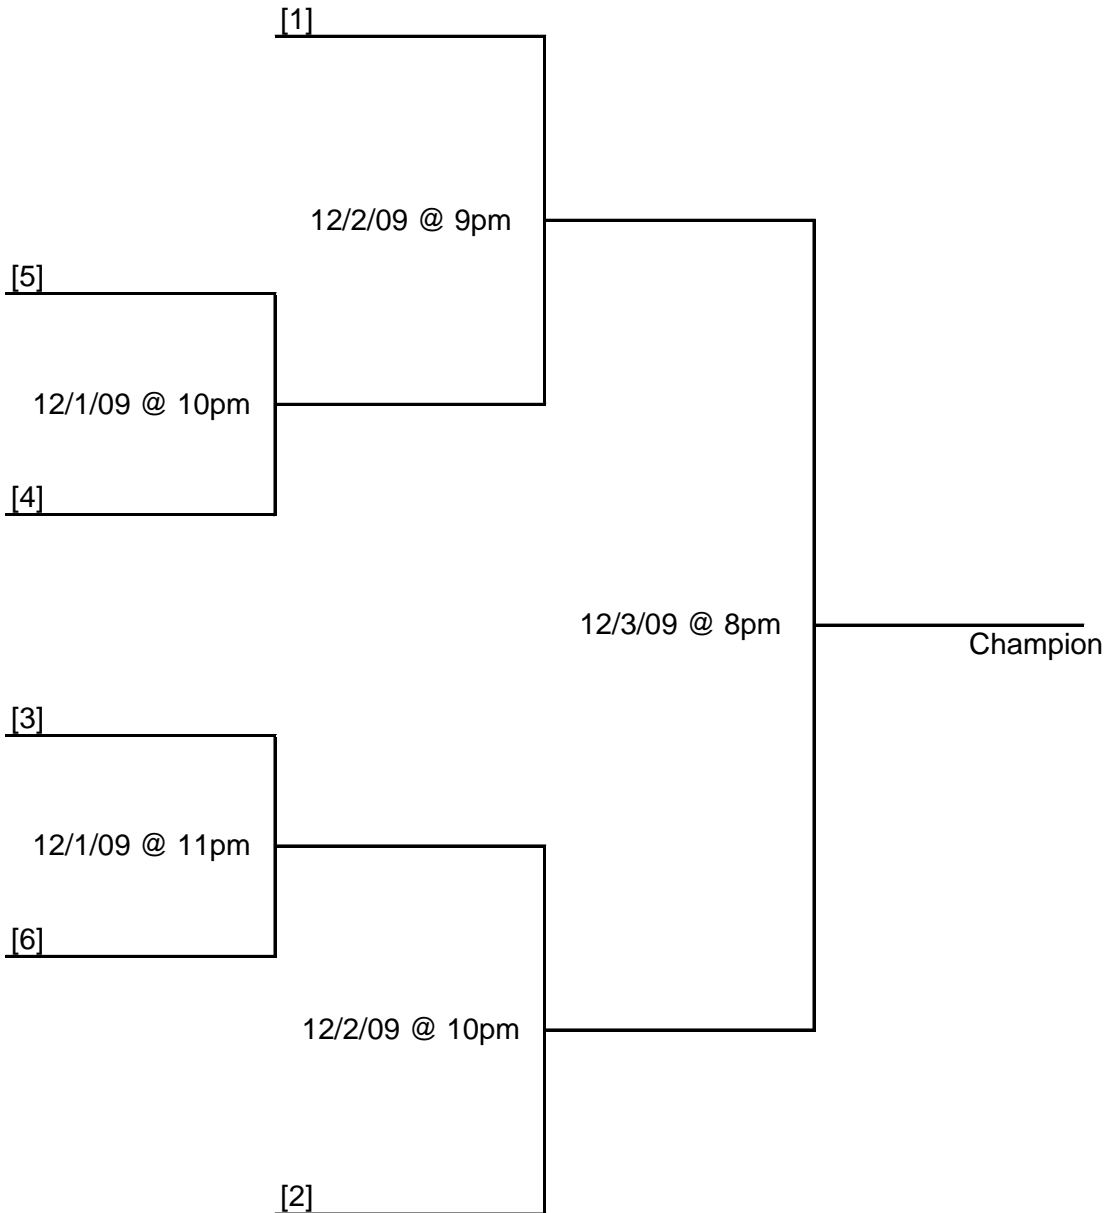 [1]
12/2/09 @ 9pm
[5]
12/1/09 @ 10pm
[4]
12/3/09 @ 8pm
Champion
[3]
12/1/09 @ 11pm
[6]
12/2/09 @ 10pm
[2]